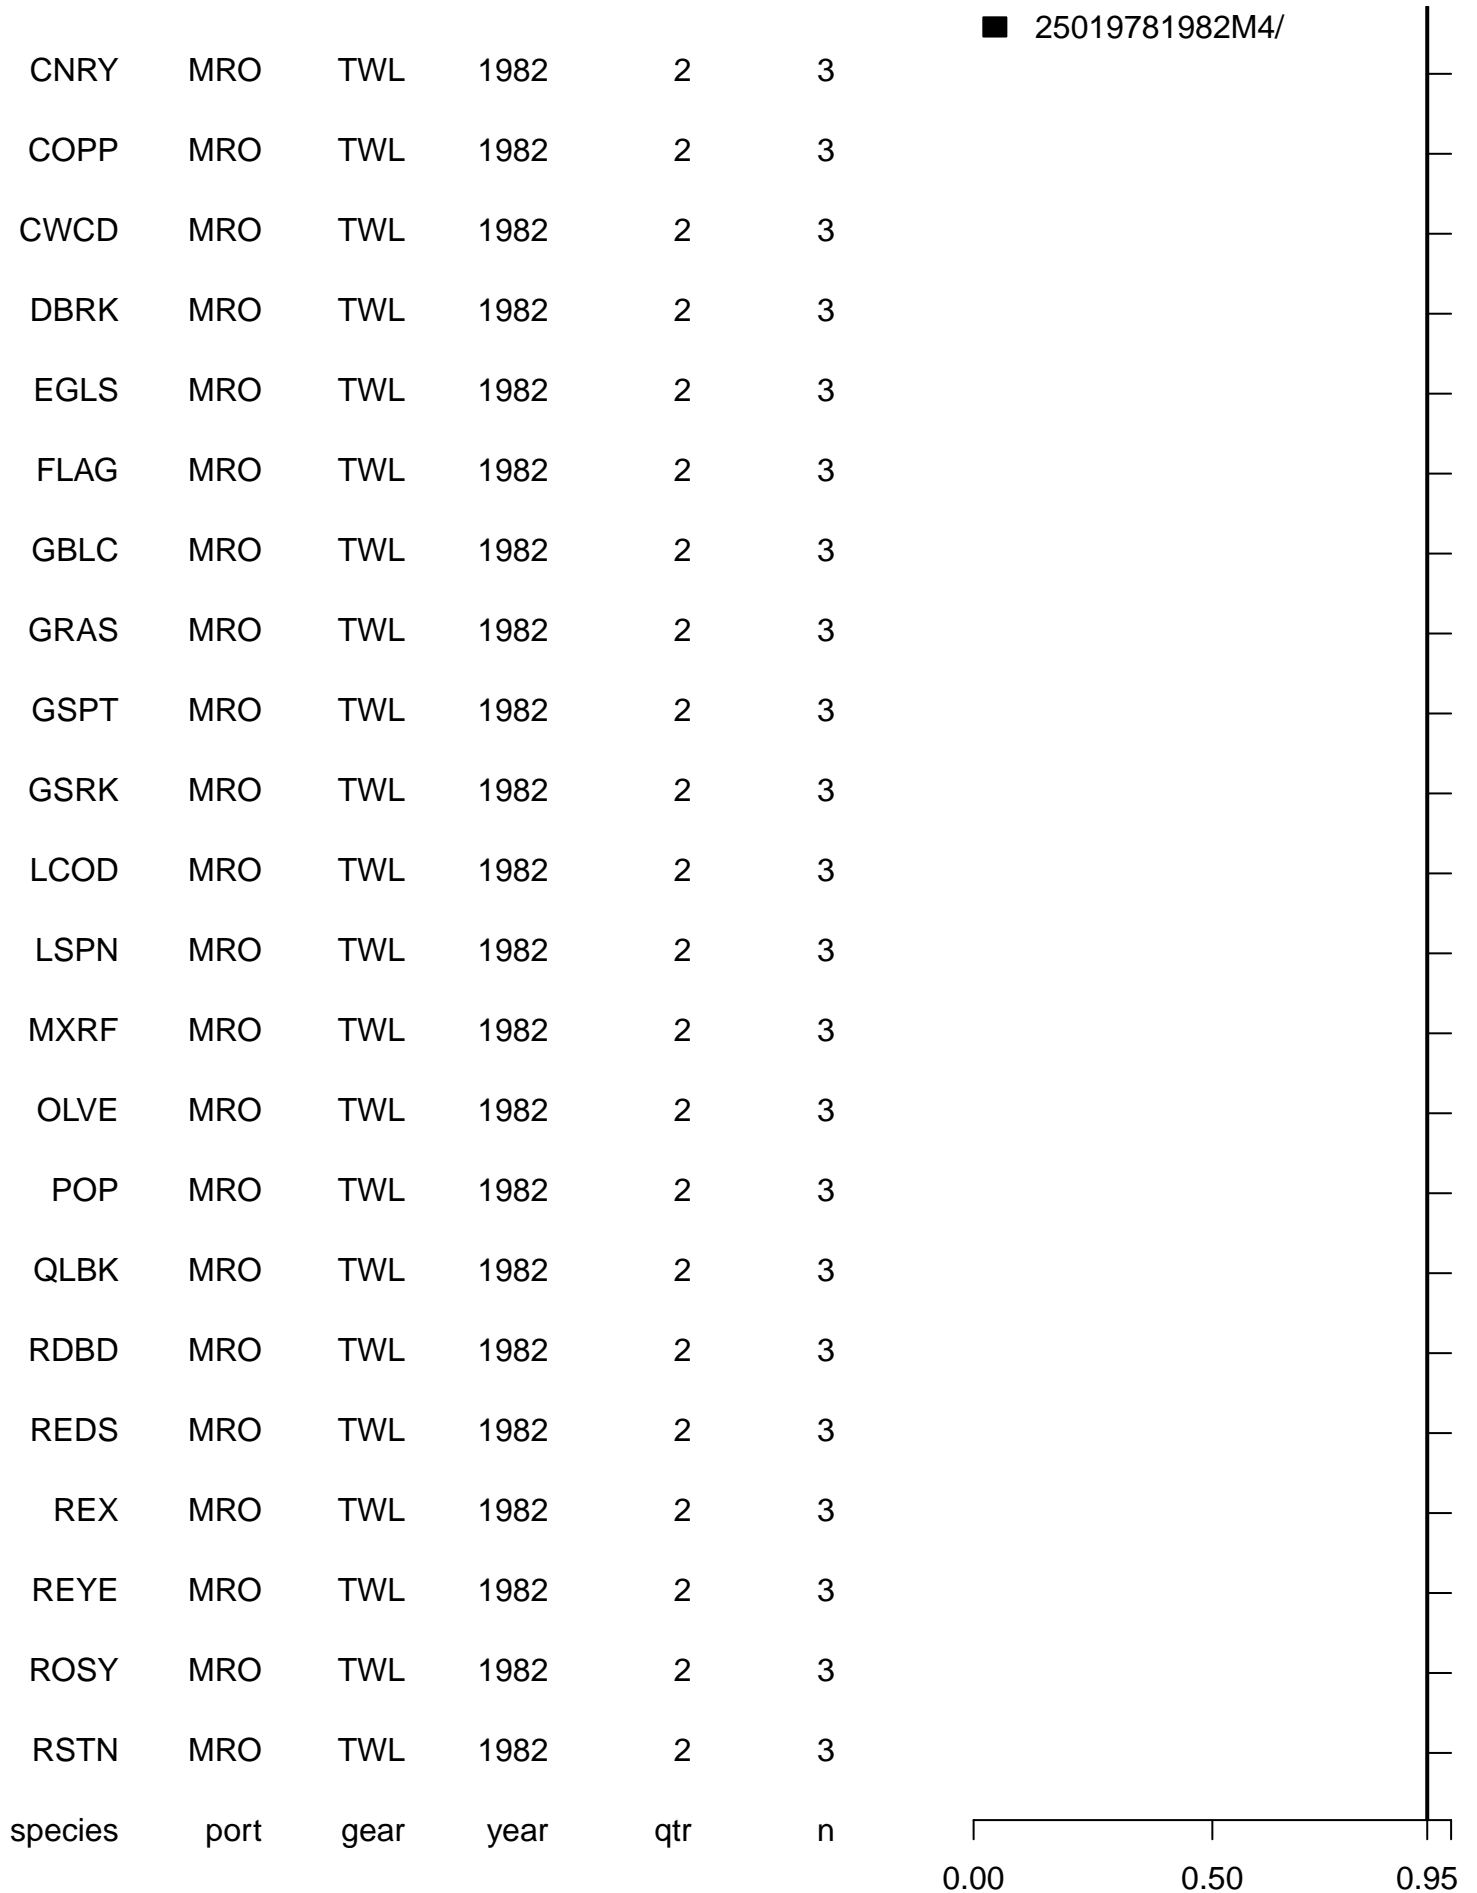 25019781982M4/
CNRY MRO TWL 1982 2 3
COPP MRO TWL 1982 2 3
CWCD MRO TWL 1982 2 3
DBRK MRO TWL 1982 2 3
EGLS MRO TWL 1982 2 3
FLAG MRO TWL 1982 2 3
GBLC MRO TWL 1982 2 3
GRAS MRO TWL 1982 2 3
GSPT MRO TWL 1982 2 3
GSRK MRO TWL 1982 2 3
LCOD MRO TWL 1982 2 3
LSPN MRO TWL 1982 2 3
MXRF MRO TWL 1982 2 3
OLVE MRO TWL 1982 2 3
POP MRO TWL 1982 2 3
QLBK MRO TWL 1982 2 3
RDBD MRO TWL 1982 2 3
REDS MRO TWL 1982 2 3
REX MRO TWL 1982 2 3
REYE MRO TWL 1982 2 3
ROSY MRO TWL 1982 2 3
RSTN MRO TWL 1982 2 3
species port gear year qtr n
0.00 0.50 0.95